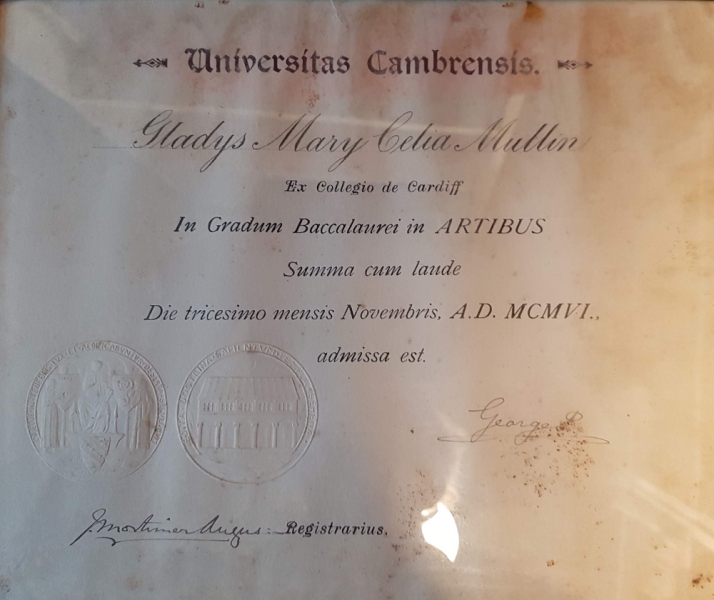 Universitas Cambrensis.
Gladys Mary Celia Mullin
Ex Collegio de Cardiff
In Gradum Baccalaurei in ARTIBUS
Summa cum laude
Die tricesimo mensis Novembris, A.D. MCMVI.,
admissa est.
George P.
J. Mortimer Angus: Registrarius,